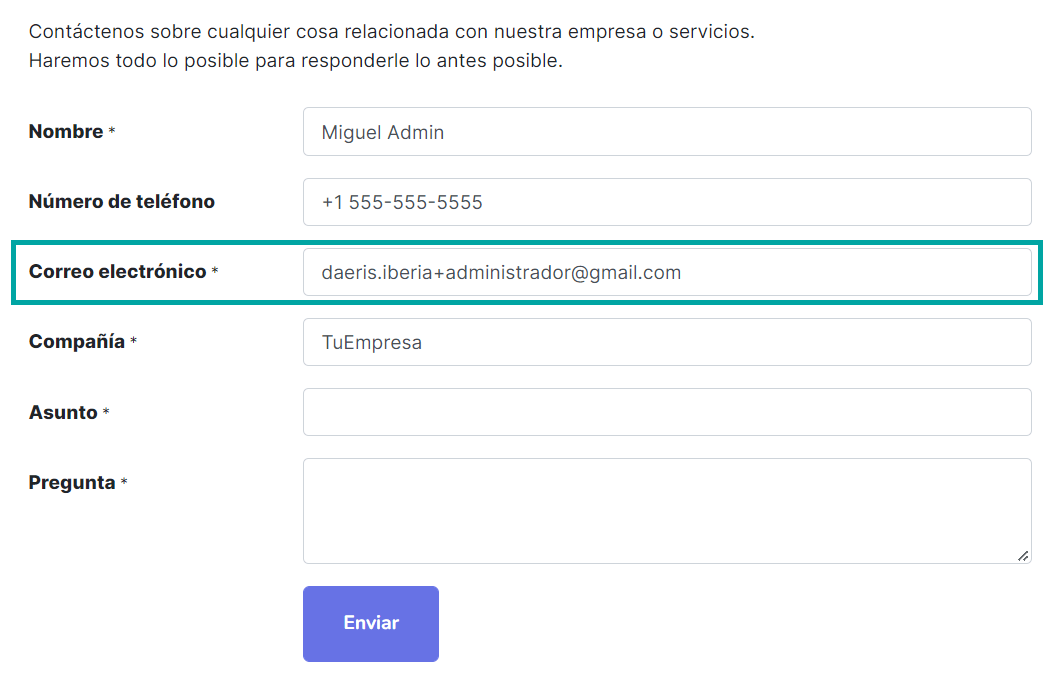 Contáctenos sobre cualquier cosa relacionada con nuestra empresa o servicios.
Haremos todo lo posible para responderle lo antes posible.
Nombre * Miguel Admin
Número de teléfono +1 555-555-5555
Correo electrónico * daeris.iberia+administrador@gmail.com
Compañía * TuEmpresa
Asunto *
Pregunta *
Enviar